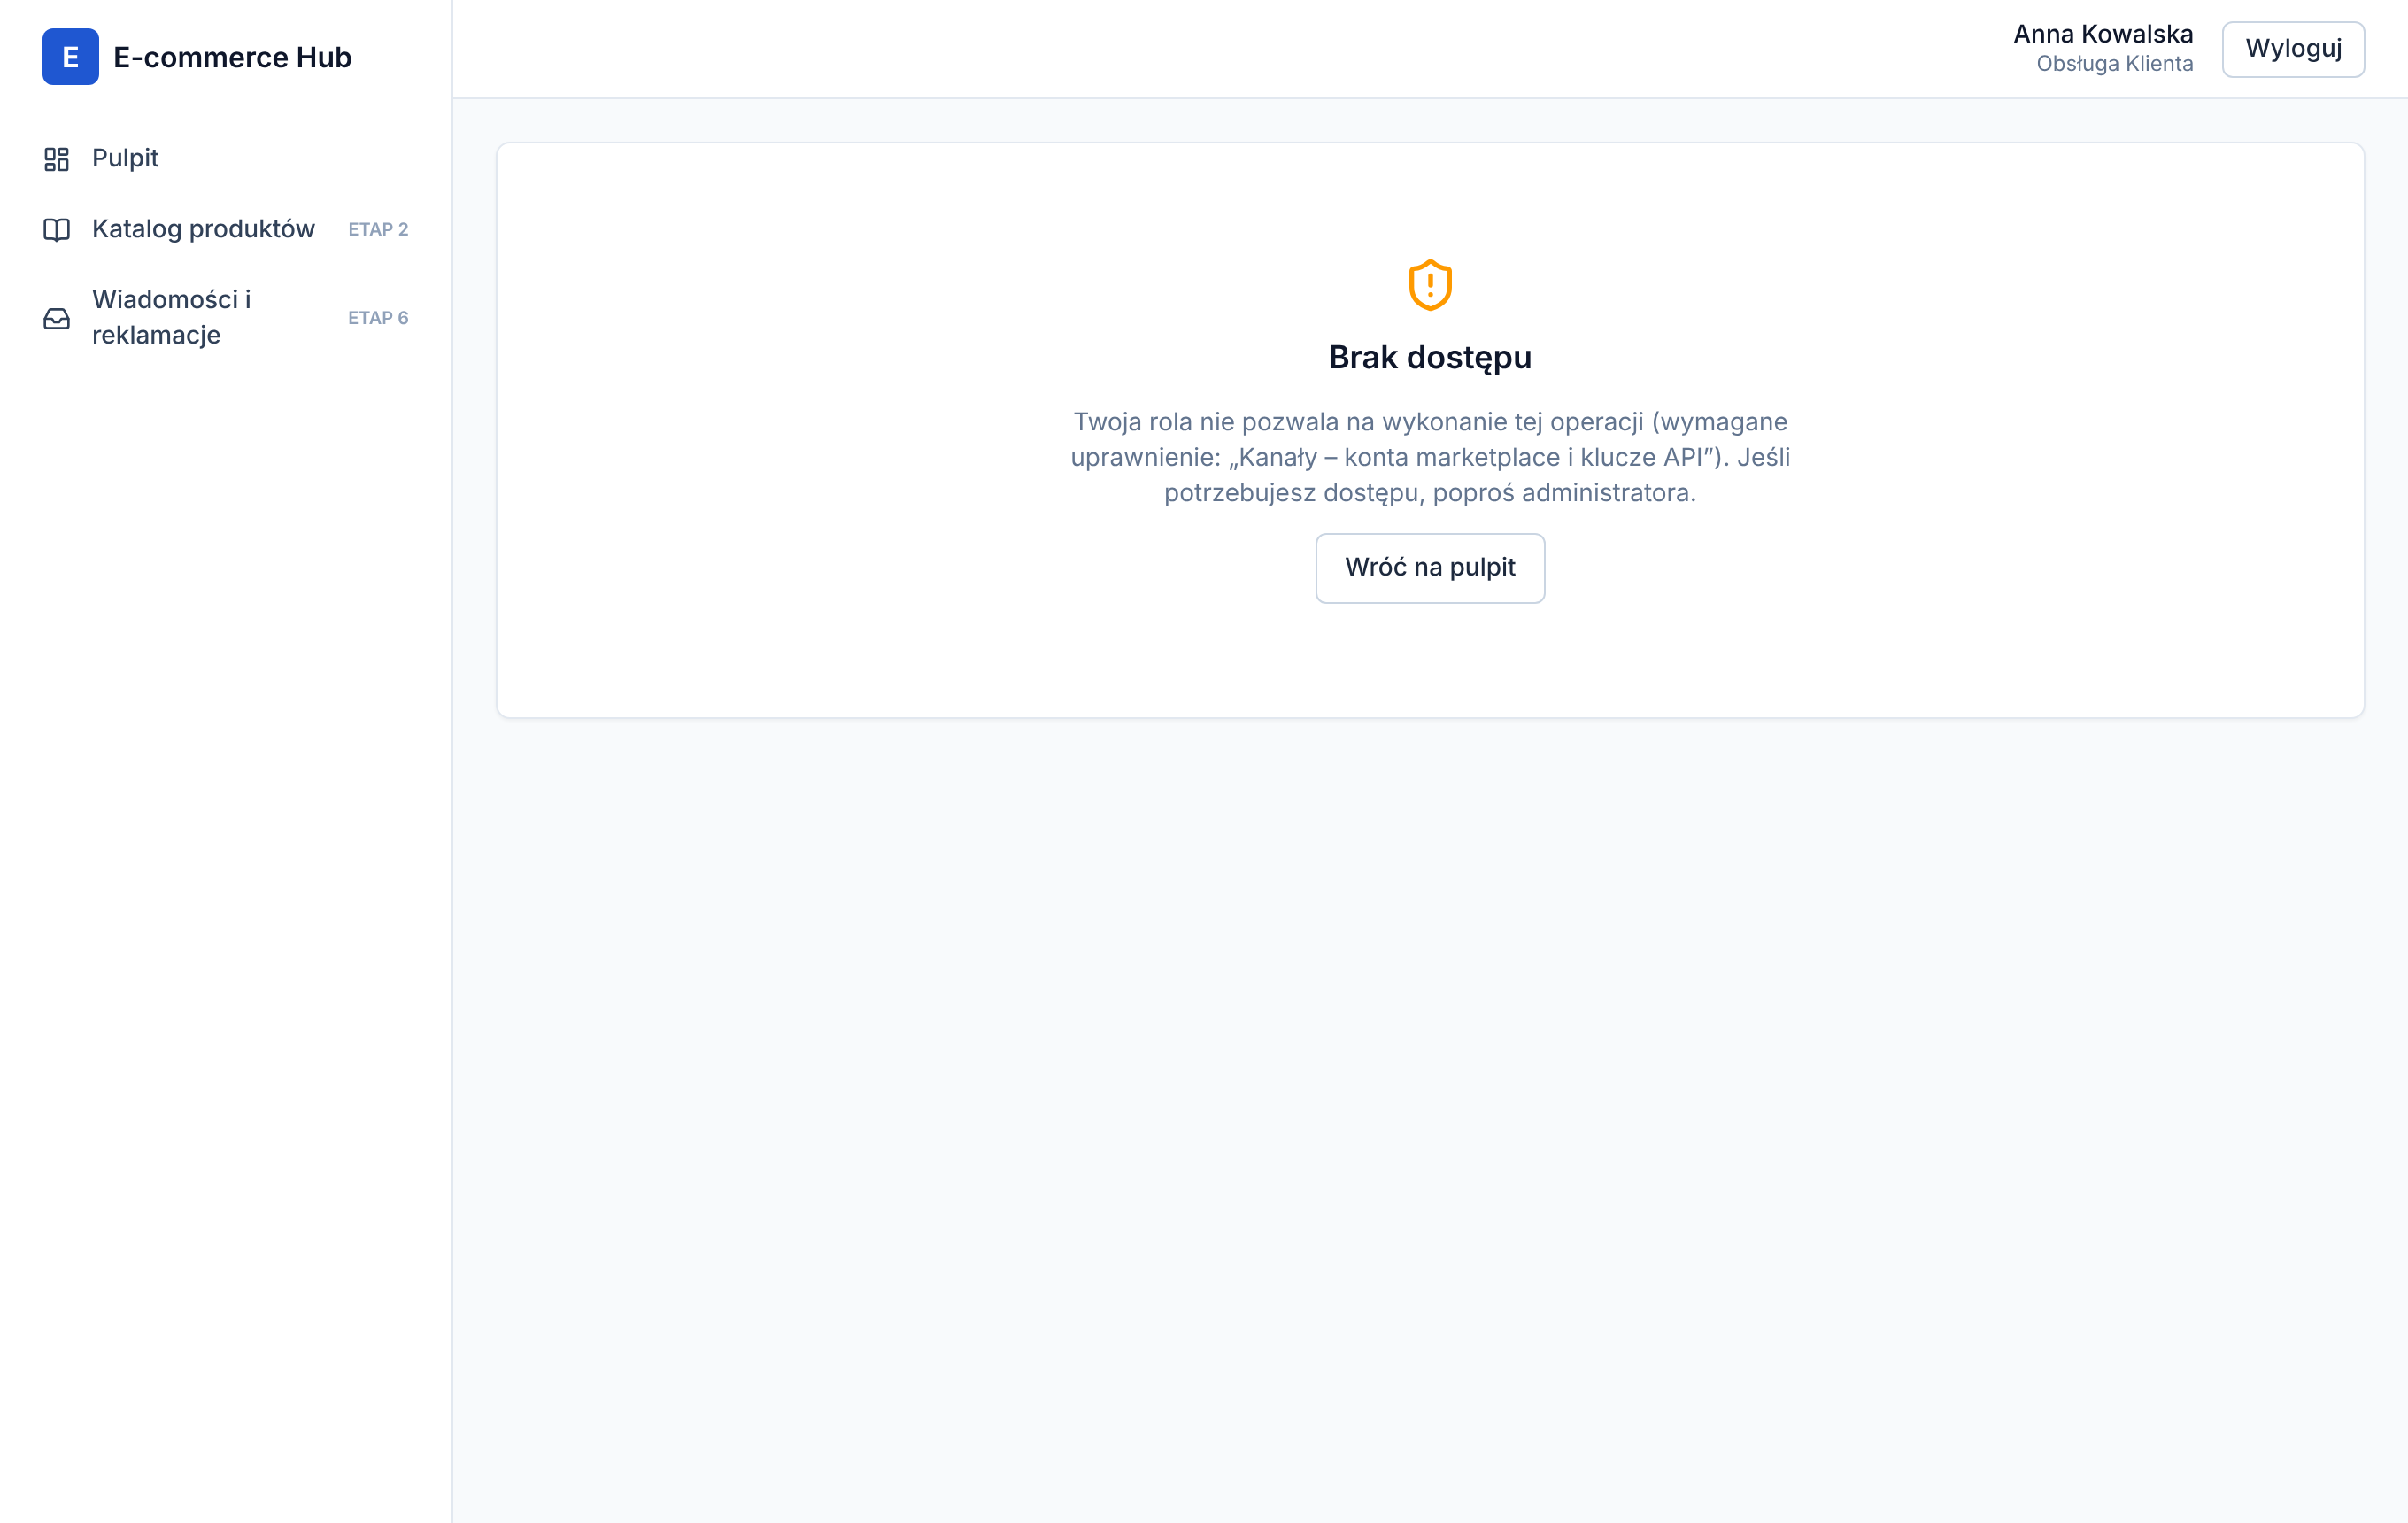 E
E-commerce Hub
Anna Kowalska
Obsługa Klienta
Wyloguj
Pulpit
Katalog produktów
ETAP 2
Wiadomości i
reklamacje
ETAP 6
Brak dostępu
Twoja rola nie pozwala na wykonanie tej operacji (wymagane
uprawnienie: „Kanały – konta marketplace i klucze API”). Jeśli
potrzebujesz dostępu, poproś administratora.
Wróć na pulpit